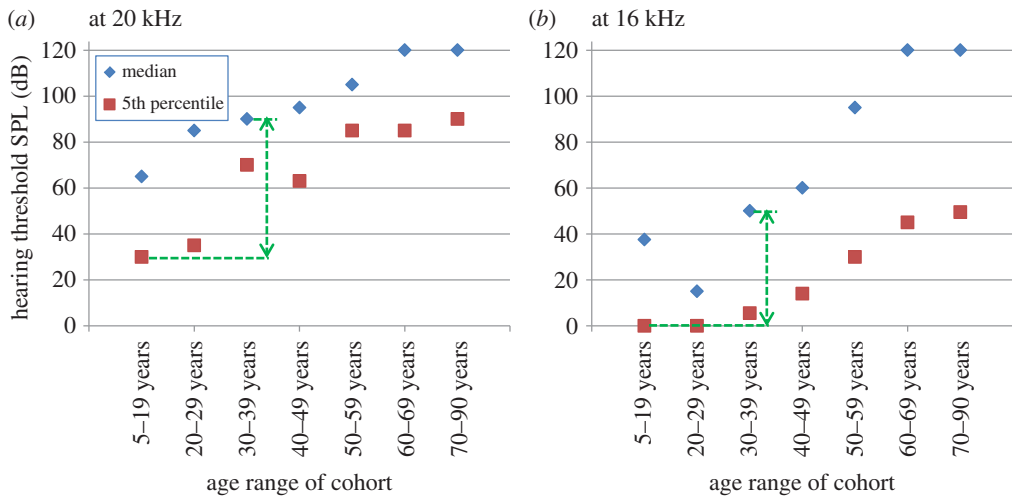 (a) at 20 kHz
hearing threshold SPL (dB)
120
100
80
60
40
20
0
median
5th percentile
5–19 years
20–29 years
30–39 years
40–49 years
50–59 years
60–69 years
70–90 years
age range of cohort
(b) at 16 kHz
120
100
80
60
40
20
0
5–19 years
20–29 years
30–39 years
40–49 years
50–59 years
60–69 years
70–90 years
age range of cohort